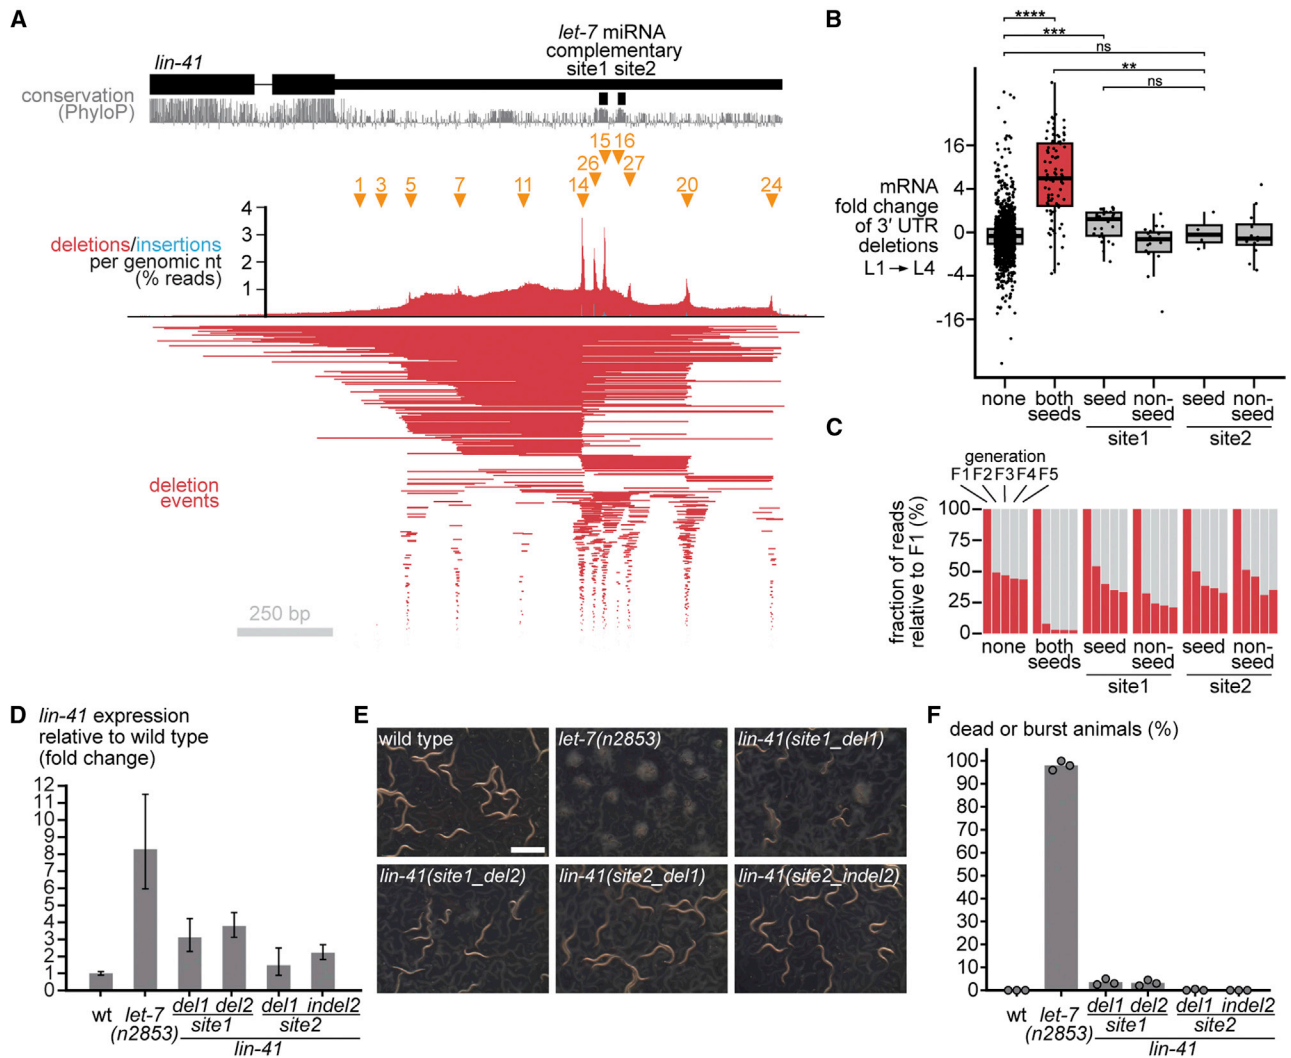 A
lin-41
let-7 miRNA
complementary
site1 site2
conservation
(PhyloP)
15 16
26 27
1 3 5 7 11 14 20 24
deletions/insertions
per genomic nt
(% reads)
4
3
2
1
deletion
events
250 bp
B
****
***
ns
**
ns
mRNA
fold change
of 3′ UTR
deletions
L1→L4
16
4
0
-4
-16
none both seeds seed non-seed seed non-seed
site1 site2
C
generation
F1 F2 F3 F4 F5
fraction of reads
relative to F1 (%)
100
75
50
25
0
none both seeds seed non-seed seed non-seed
site1 site2
D
lin-41 expression
relative to wild type
(fold change)
12
11
10
9
8
7
6
5
4
3
2
1
0
wt let-7 (n2853) del1 del2 del1 indel2
site1 site2
lin-41
E
wild type let-7(n2853) lin-41(site1_del1)
lin-41(site1_del2) lin-41(site2_del1) lin-41(site2_indel2)
F
dead or burst animals (%)
100
90
80
70
60
50
40
30
20
10
0
wt let-7 (n2853) del1 del2 del1 indel2
site1 site2
lin-41